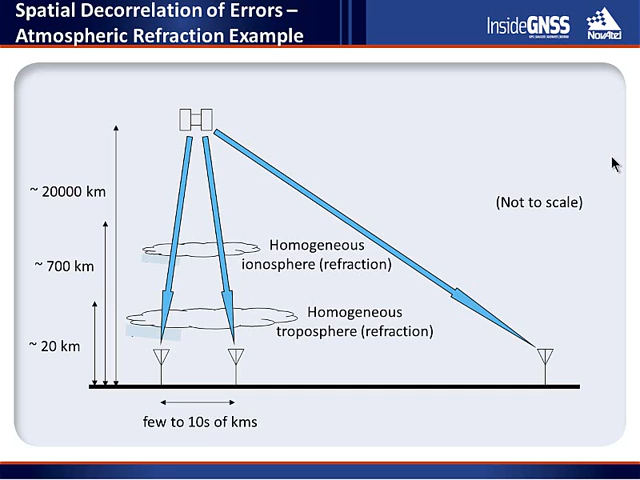 Spatial Decorrelation of Errors –
Atmospheric Refraction Example
InsideGNSS
NovAtel
~ 20000 km
(Not to scale)
Homogeneous
ionosphere (refraction)
~ 700 km
Homogeneous
troposphere (refraction)
~ 20 km
few to 10s of kms